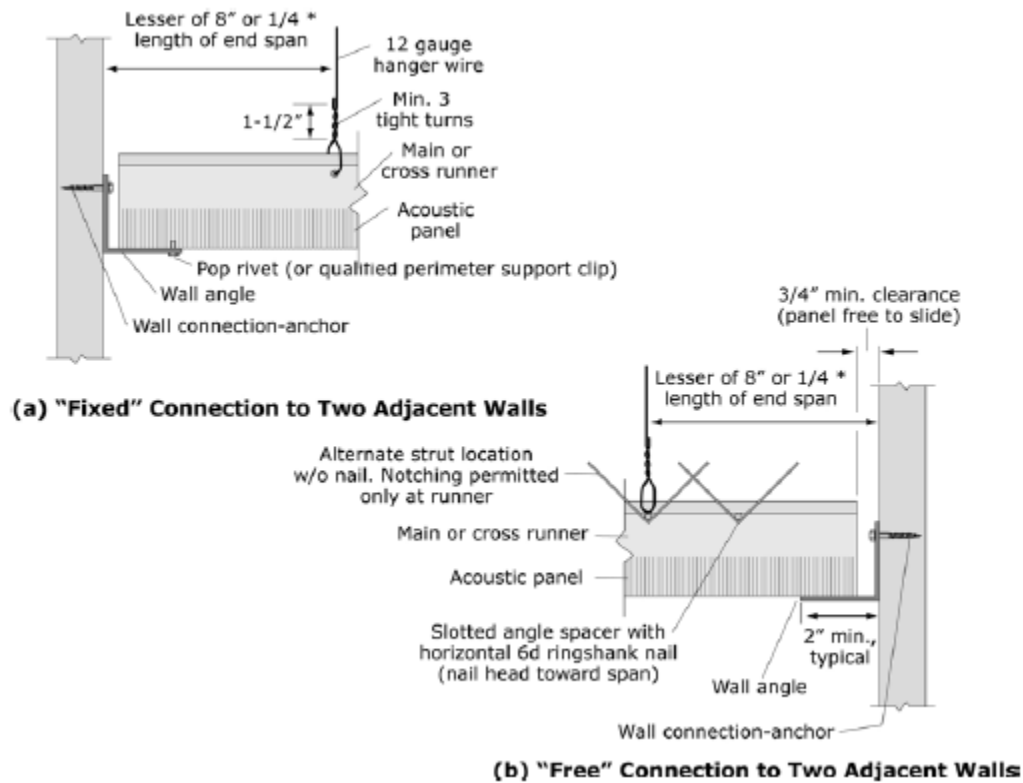 Lesser of 8” or 1/4 *
length of end span
12 gauge
hanger wire
1-1/2”
Min. 3
tight turns
Main or
cross runner
Acoustic
panel
Pop rivet (or qualified perimeter support clip)
Wall angle
Wall connection-anchor
(a) “Fixed” Connection to Two Adjacent Walls
3/4” min. clearance
(panel free to slide)
Lesser of 8” or 1/4 *
length of end span
Alternate strut location
w/o nail. Notching permitted
only at runner
Main or cross runner
Acoustic panel
Slotted angle spacer with
horizontal 6d ringshank nail
(nail head toward span)
2” min.,
typical
Wall angle
Wall connection-anchor
(b) “Free” Connection to Two Adjacent Walls